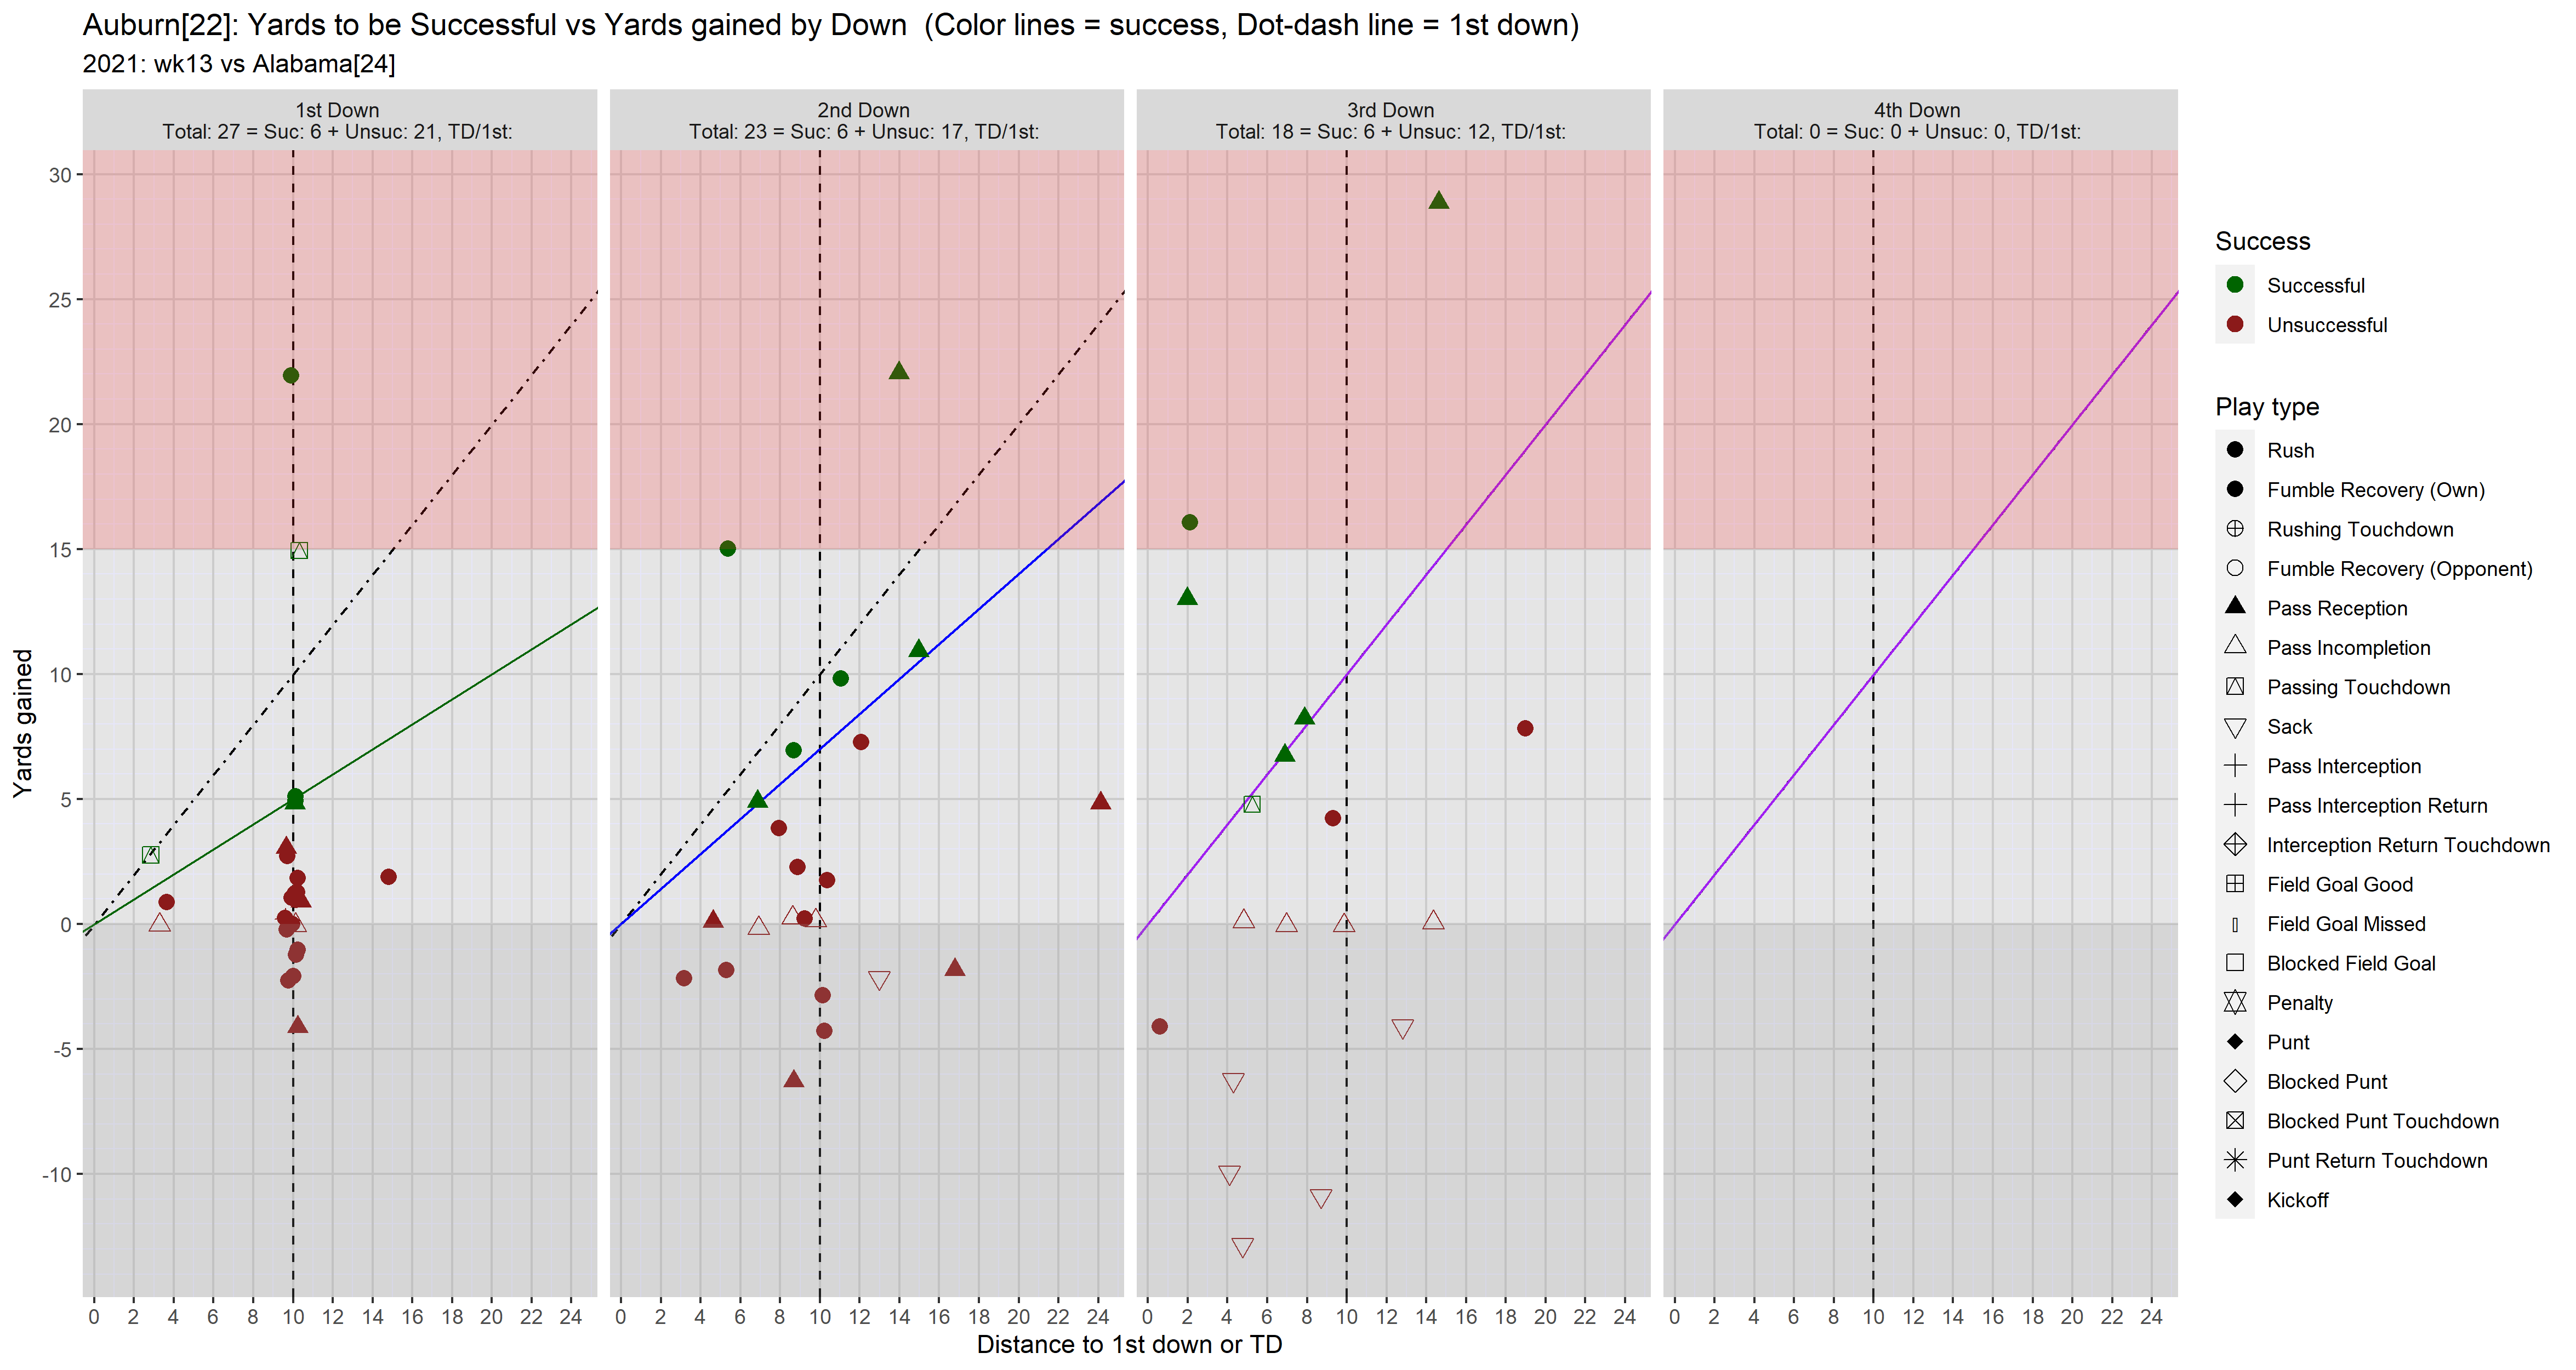 Auburn[22]: Yards to be Successful vs Yards gained by Down  (Color lines = success, Dot-dash line = 1st down)
2021: wk13 vs Alabama[24]
1st Down
Total: 27 = Suc: 6 + Unsuc: 21, TD/1st:
2nd Down
Total: 23 = Suc: 6 + Unsuc: 17, TD/1st:
3rd Down
Total: 18 = Suc: 6 + Unsuc: 12, TD/1st:
4th Down
Total: 0 = Suc: 0 + Unsuc: 0, TD/1st:
Yards gained
30
25
20
15
10
5
0
-5
-10
0 2 4 6 8 10 12 14 16 18 20 22 24
0 2 4 6 8 10 12 14 16 18 20 22 24
0 2 4 6 8 10 12 14 16 18 20 22 24
0 2 4 6 8 10 12 14 16 18 20 22 24
Distance to 1st down or TD
Success
Successful
Unsuccessful
Play type
Rush
Fumble Recovery (Own)
Rushing Touchdown
Fumble Recovery (Opponent)
Pass Reception
Pass Incompletion
Passing Touchdown
Sack
Pass Interception
Pass Interception Return
Interception Return Touchdown
Field Goal Good
Field Goal Missed
Blocked Field Goal
Penalty
Punt
Blocked Punt
Blocked Punt Touchdown
Punt Return Touchdown
Kickoff